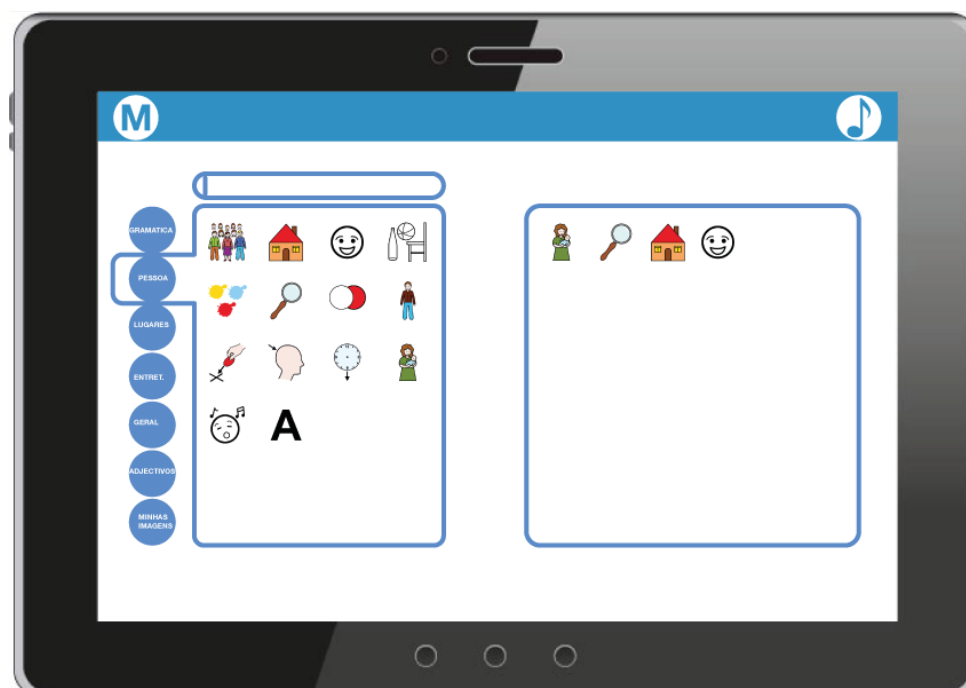 M
GRAMATICA
PESSOA
LUGARES
ENTRET.
GERAL
ADJECTIVOS
MINHAS
IMAGENS
A